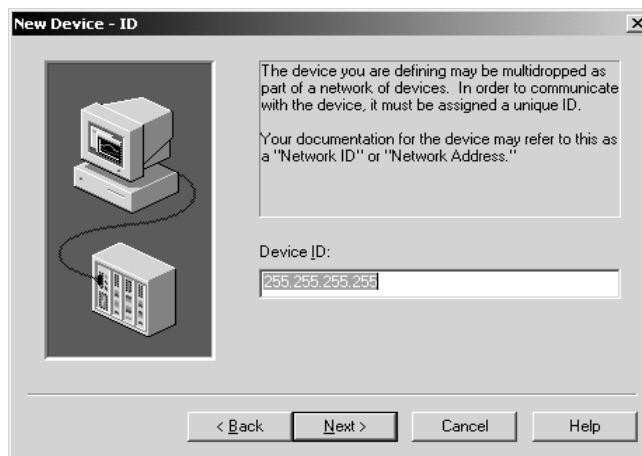 New Device - ID
The device you are defining may be multidropped as
part of a network of devices.  In order to communicate
with the device, it must be assigned a unique ID.
Your documentation for the device may refer to this as
a "Network ID" or "Network Address."
Device ID:
255.255.255.255
< Back
Next >
Cancel
Help